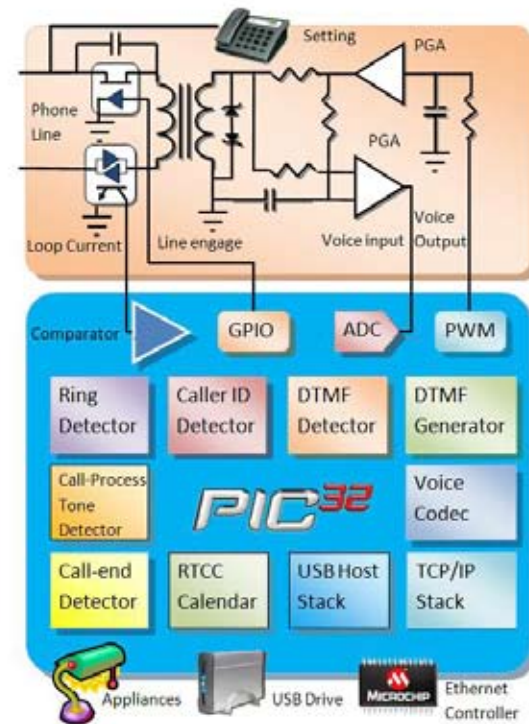 Setting
PGA
Phone
Line
PGA
Voice
Output
Loop Current
Line engage
Voice input
Comparator
GPIO
ADC
PWM
Ring
Detector
Caller ID
Detector
DTMF
Detector
DTMF
Generator
Call-Process
Tone
Detector
PIC32
Voice
Codec
Call-end
Detector
RTCC
Calendar
USB Host
Stack
TCP/IP
Stack
Appliances
USB Drive
MICROCHIP
Ethernet
Controller